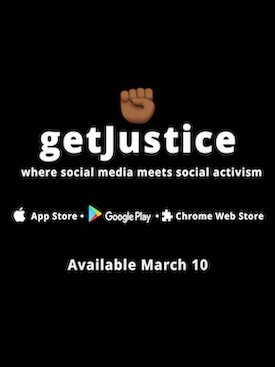 getJustice
where social media meets social activism
App Store • Google Play • Chrome Web Store
Available March 10